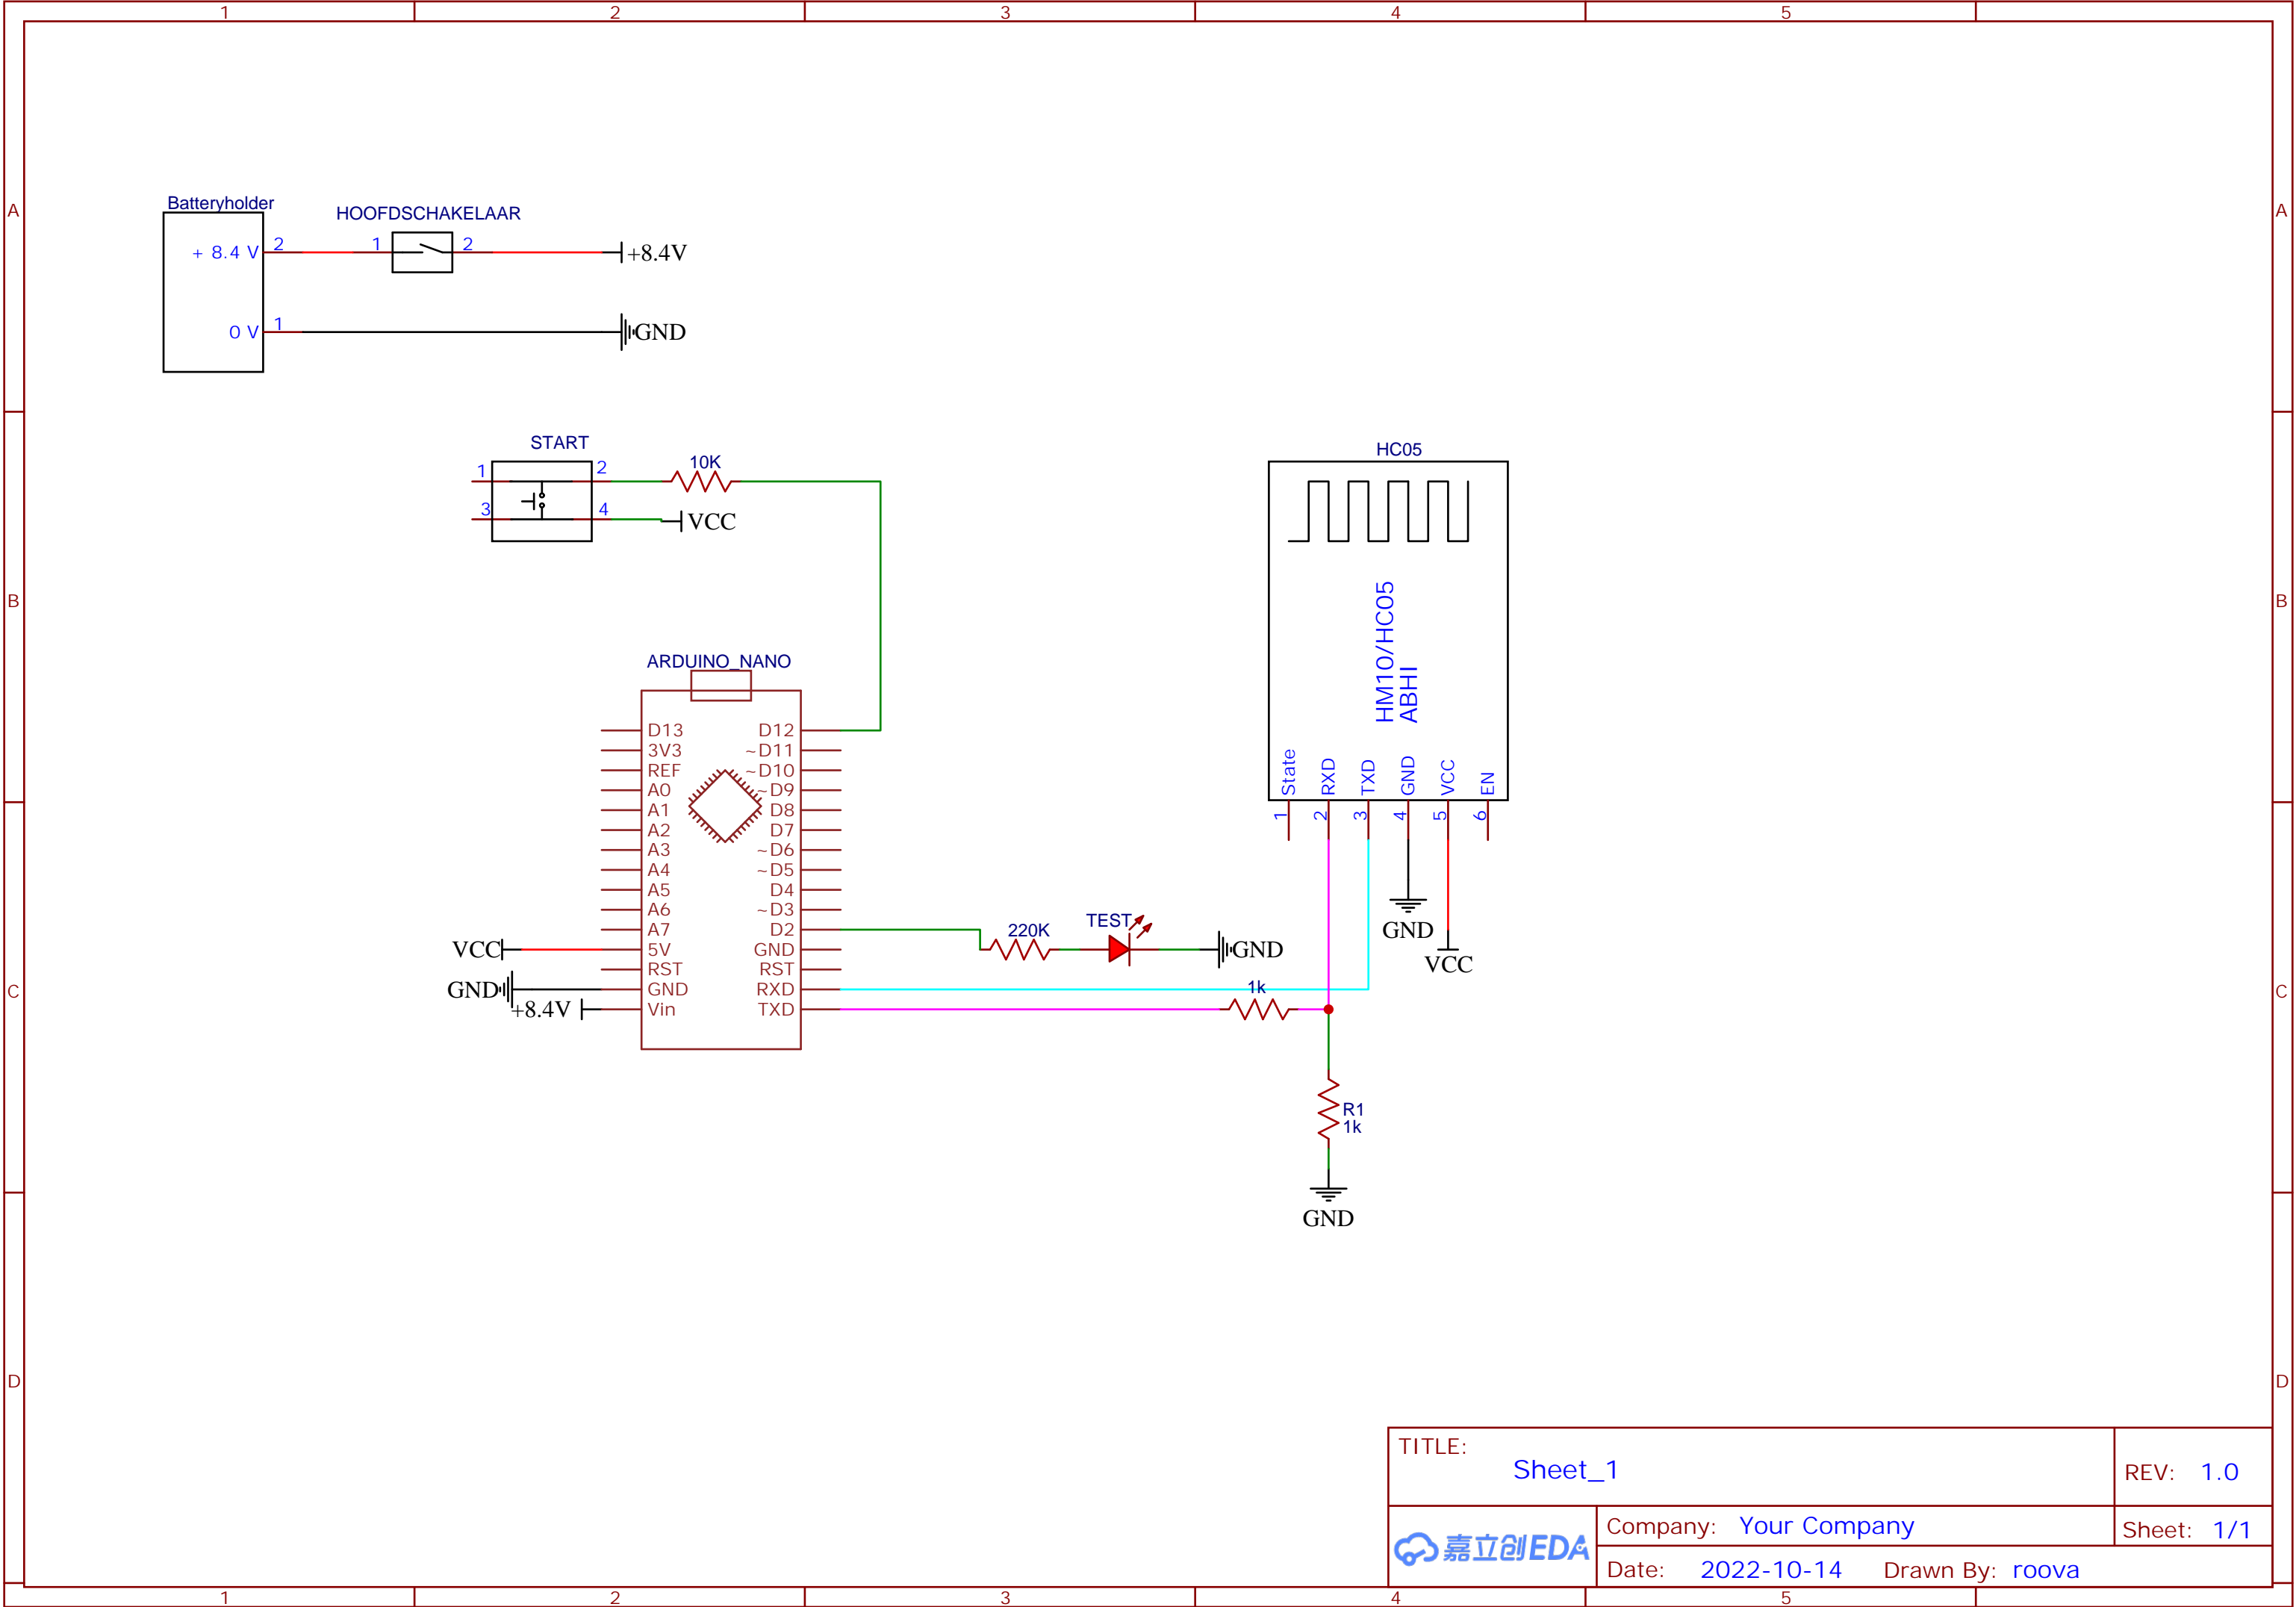 1 2 3 4 5
A A
Batteryholder
HOOFDSCHAKELAAR
+ 8.4 V 2 1 2 +8.4V
0 V 1 GND
START
1 2 10K
3 4 VCC
HC05
HM10/HC05
ABHI
State RXD TXD GND VCC EN
1 2 3 4 5 6
GND
VCC
B B
ARDUINO_NANO
D13 D12
3V3 ~D11
REF ~D10
A0 ~D9
A1 D8
A2 D7
A3 ~D6
A4 ~D5
A5 D4
A6 ~D3
A7 D2
VCC 5V GND
RST RST
GND GND RXD
+8.4V Vin TXD
220K TEST GND
1k
C C
R1
1k
GND
D D
TITLE:
Sheet_1
REV: 1.0
嘉立创EDA
Company: Your Company
Sheet: 1/1
Date: 2022-10-14 Drawn By: roova
1 2 3 4 5